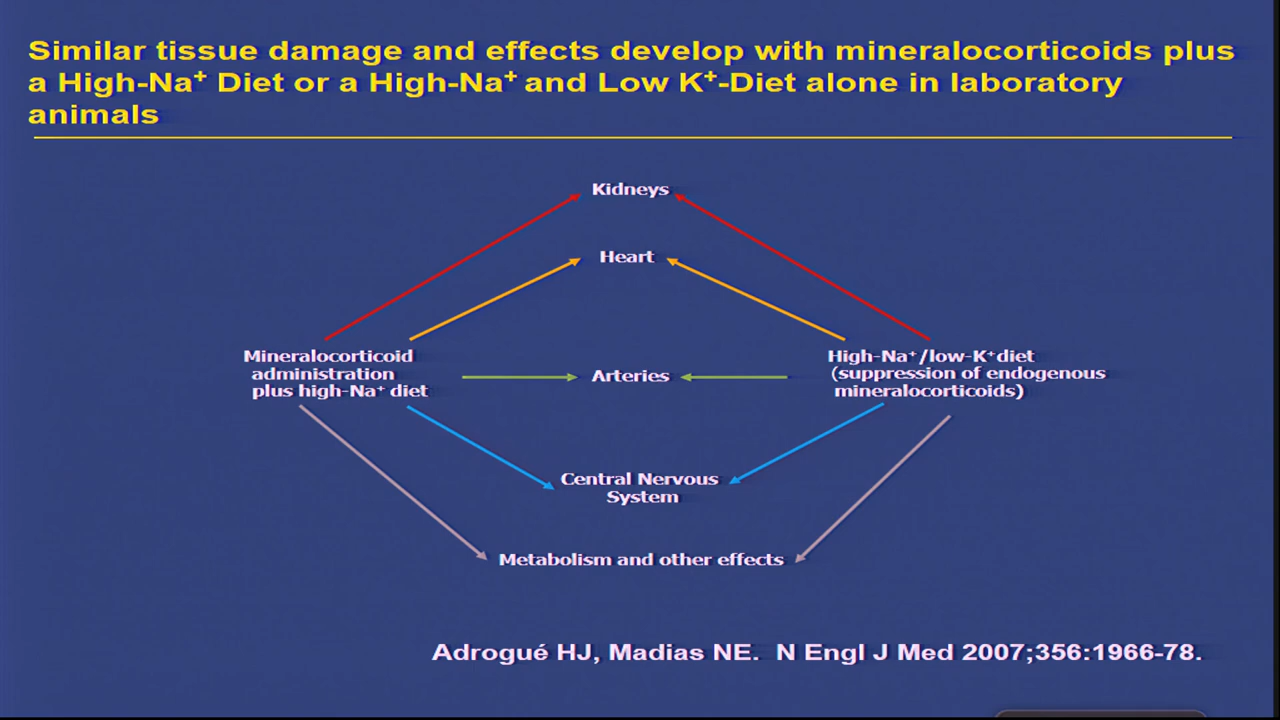 Similar tissue damage and effects develop with mineralocorticoids plus
a High-Na⁺ Diet or a High-Na⁺ and Low K⁺-Diet alone in laboratory
animals
Kidneys
Heart
Mineralocorticoid
administration
plus high-Na⁺ diet
Arteries
High-Na⁺/low-K⁺diet
(suppression of endogenous
mineralocorticoids)
Central Nervous
System
Metabolism and other effects
Adrogué HJ, Madias NE. N Engl J Med 2007;356:1966-78.